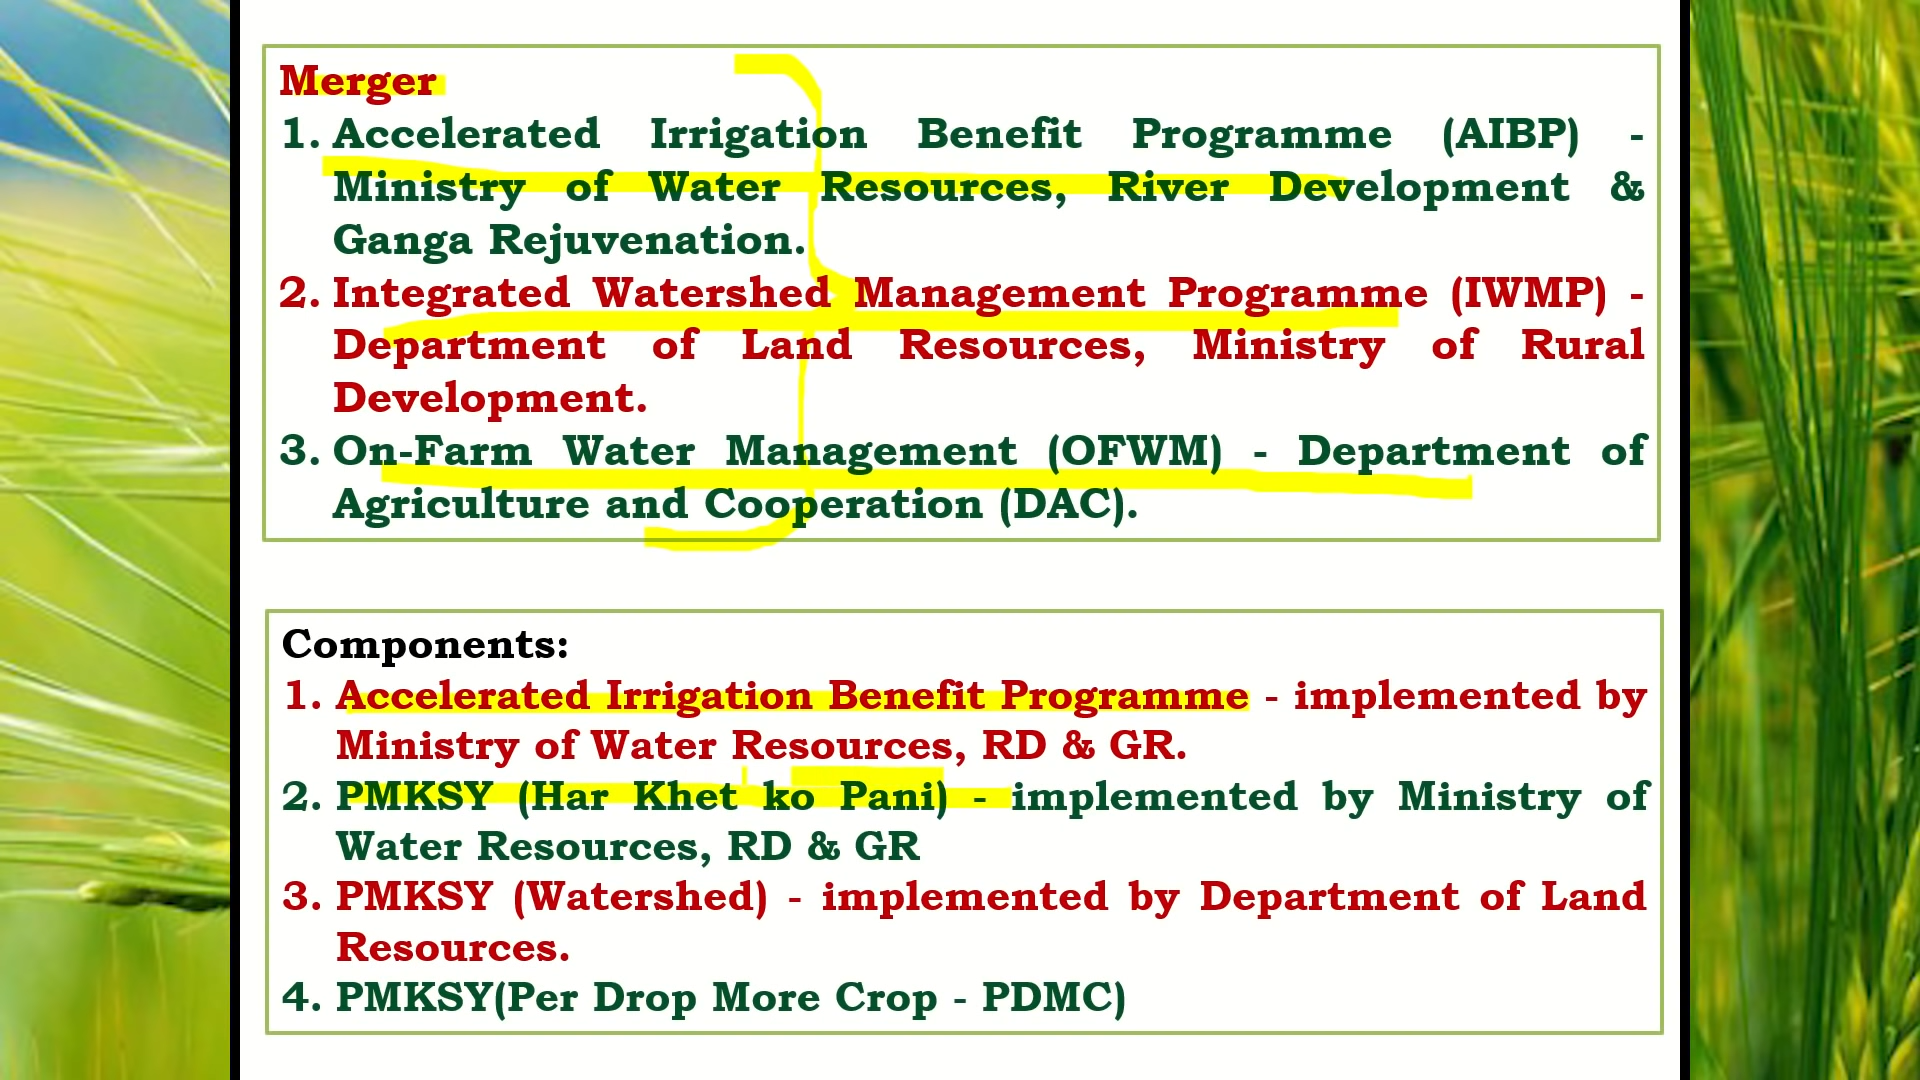 Merger
1. Accelerated Irrigation Benefit Programme (AIBP) -
Ministry of Water Resources, River Development &
Ganga Rejuvenation.
2. Integrated Watershed Management Programme (IWMP) -
Department of Land Resources, Ministry of Rural
Development.
3. On-Farm Water Management (OFWM) - Department of
Agriculture and Cooperation (DAC).
Components:
1. Accelerated Irrigation Benefit Programme - implemented by
Ministry of Water Resources, RD & GR.
2. PMKSY (Har Khet ko Pani) - implemented by Ministry of
Water Resources, RD & GR
3. PMKSY (Watershed) - implemented by Department of Land
Resources.
4. PMKSY(Per Drop More Crop - PDMC)